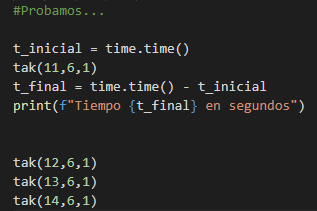 #Probamos...
t_inicial = time.time()
tak(11,6,1)
t_final = time.time() - t_inicial
print(f"Tiempo {t_final} en segundos")
tak(12,6,1)
tak(13,6,1)
tak(14,6,1)